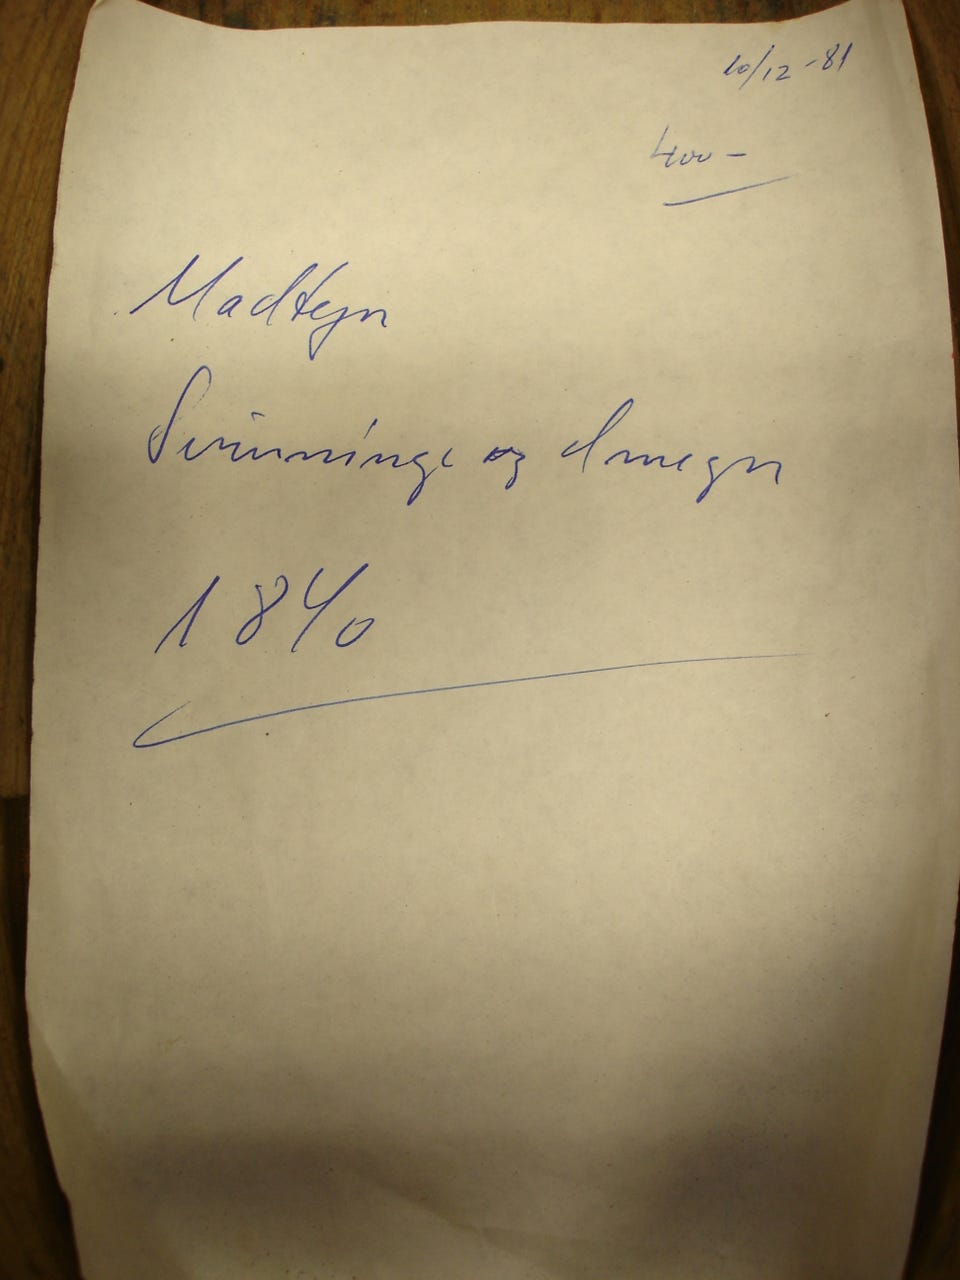 10/12-81
400-
Madtegn
Svinninge og Omegn
1840